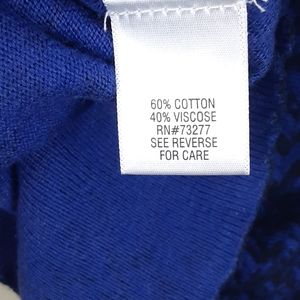 60% COTTON
40% VISCOSE
RN#73277
SEE REVERSE
FOR CARE